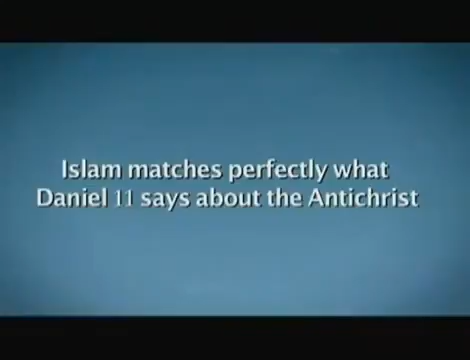 Islam matches perfectly what
Daniel 11 says about the Antichrist